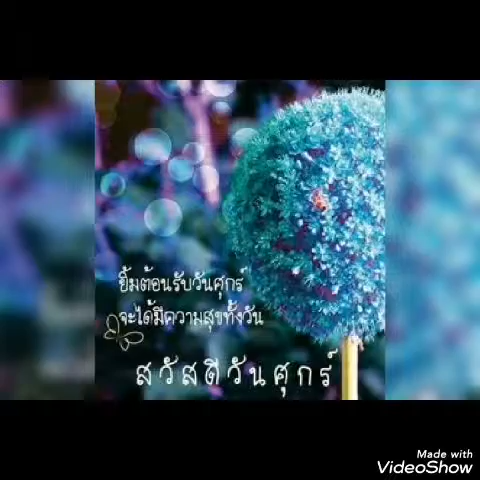 ยิ้มต้อนรับวันศุกร์
จะได้มีความสุขทั้งวัน
สวัสดีวันศุกร์
Made with
VideoShow